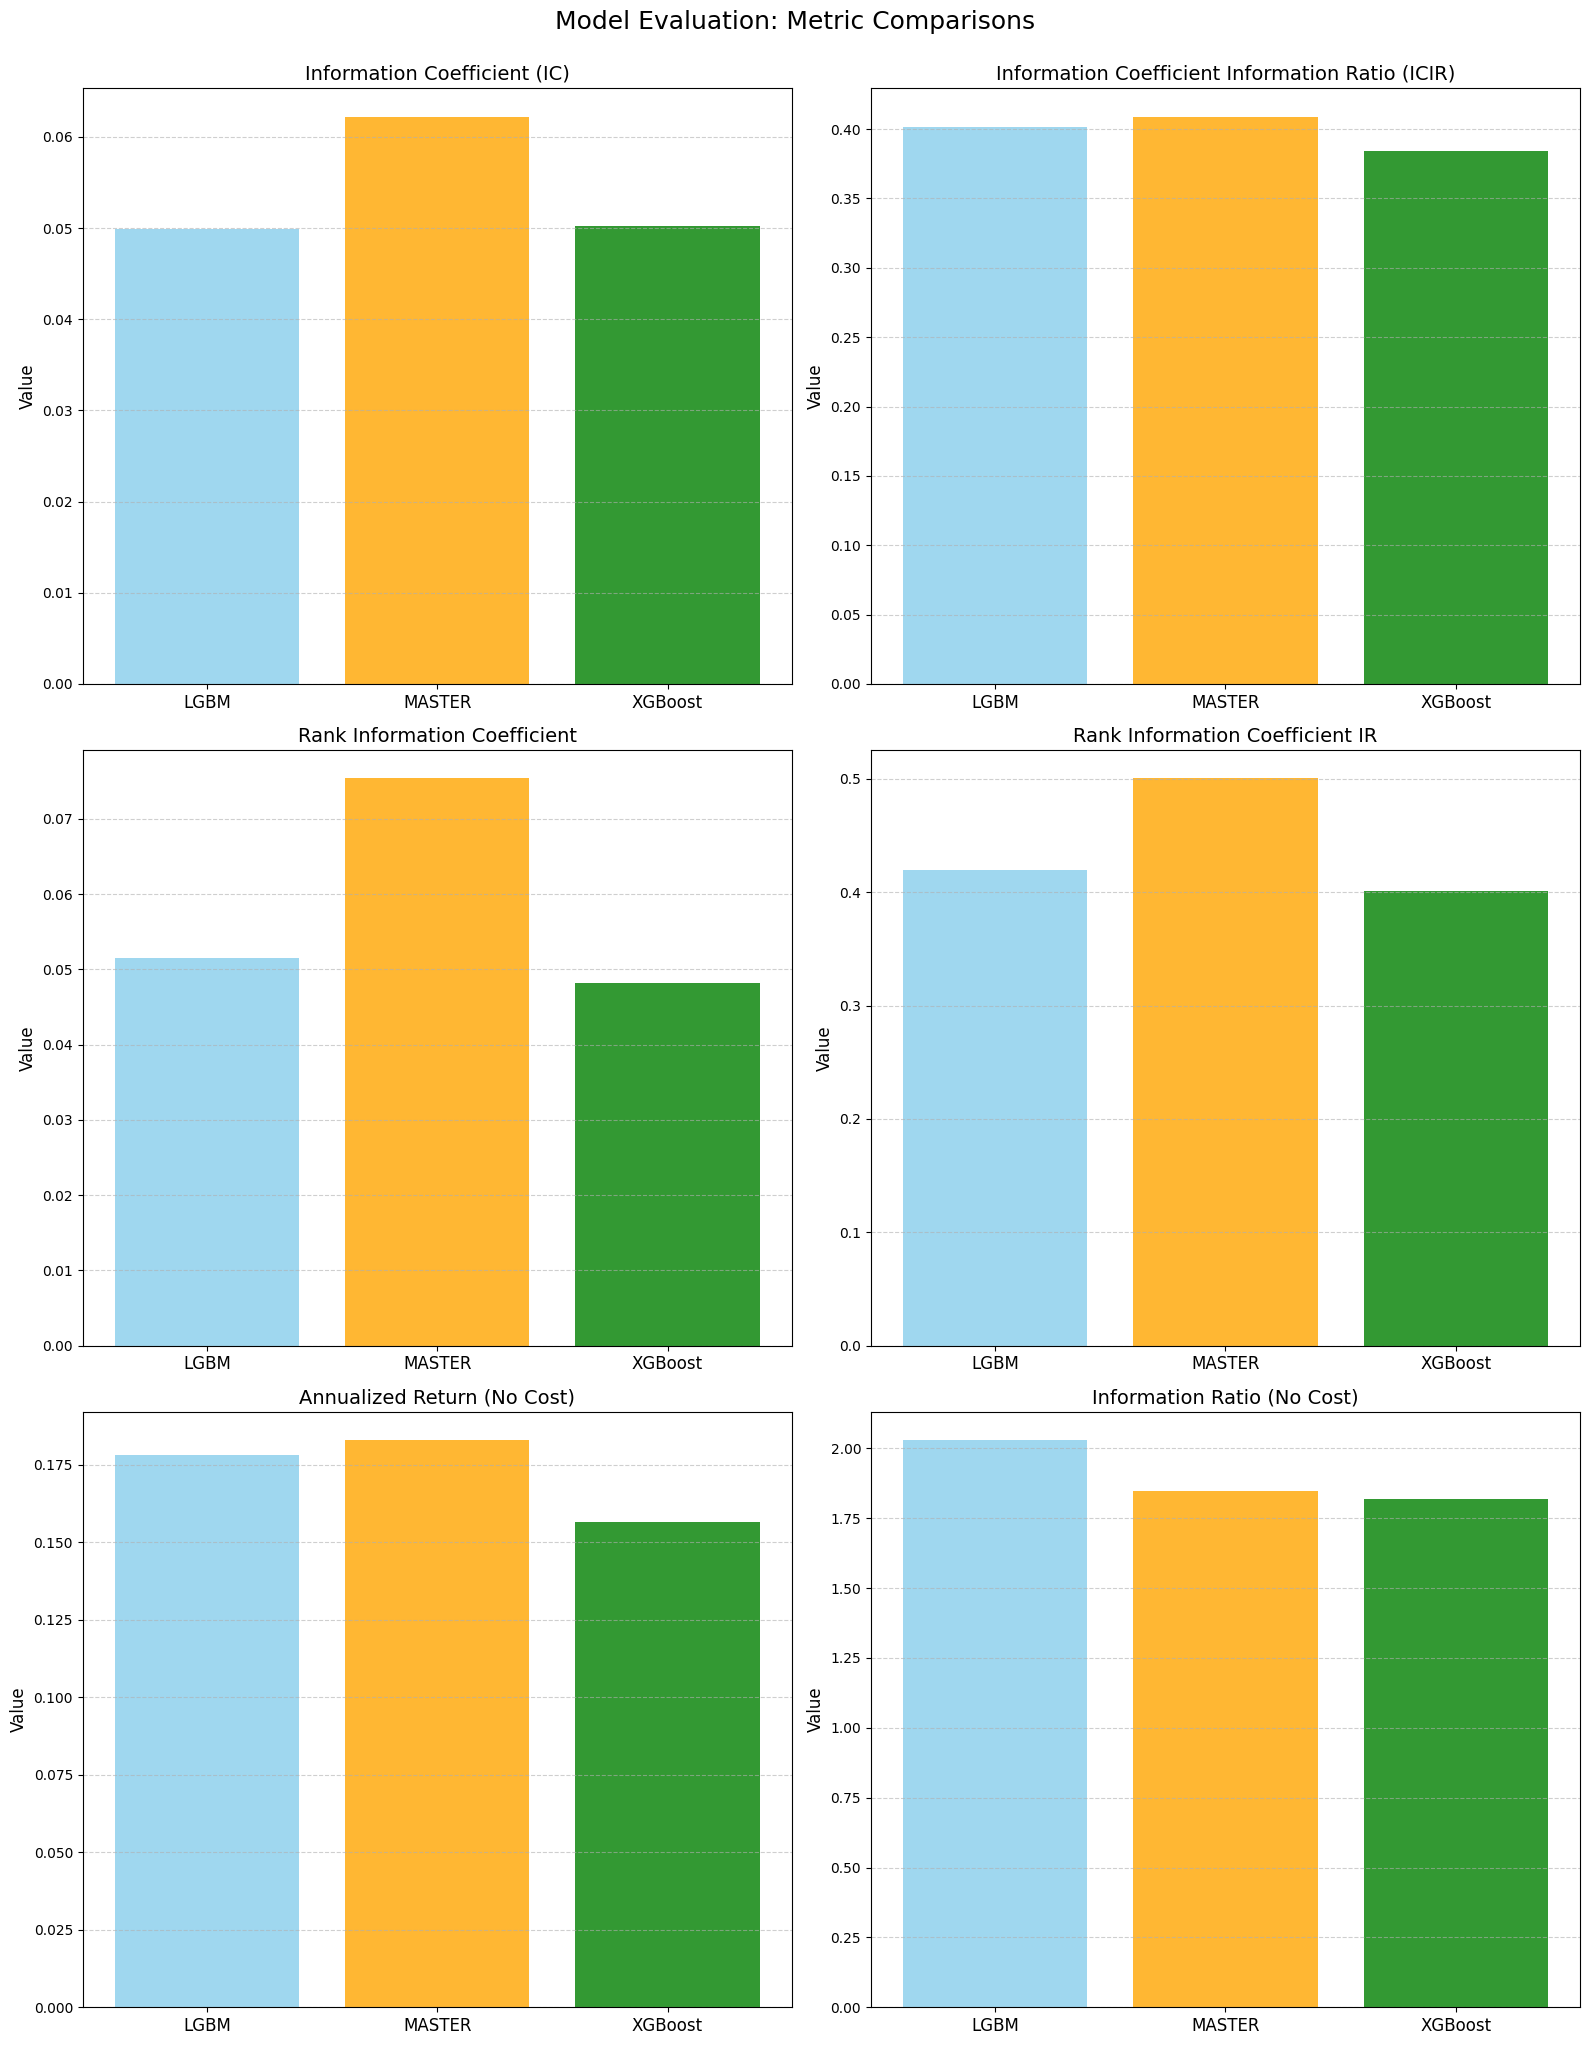 Model Evaluation: Metric Comparisons
Information Coefficient (IC)
Value
0.06
0.05
0.04
0.03
0.02
0.01
0.00
LGBM MASTER XGBoost
Information Coefficient Information Ratio (ICIR)
Value
0.40
0.35
0.30
0.25
0.20
0.15
0.10
0.05
0.00
LGBM MASTER XGBoost
Rank Information Coefficient
Value
0.07
0.06
0.05
0.04
0.03
0.02
0.01
0.00
LGBM MASTER XGBoost
Rank Information Coefficient IR
Value
0.5
0.4
0.3
0.2
0.1
0.0
LGBM MASTER XGBoost
Annualized Return (No Cost)
Value
0.175
0.150
0.125
0.100
0.075
0.050
0.025
0.000
LGBM MASTER XGBoost
Information Ratio (No Cost)
Value
2.00
1.75
1.50
1.25
1.00
0.75
0.50
0.25
0.00
LGBM MASTER XGBoost